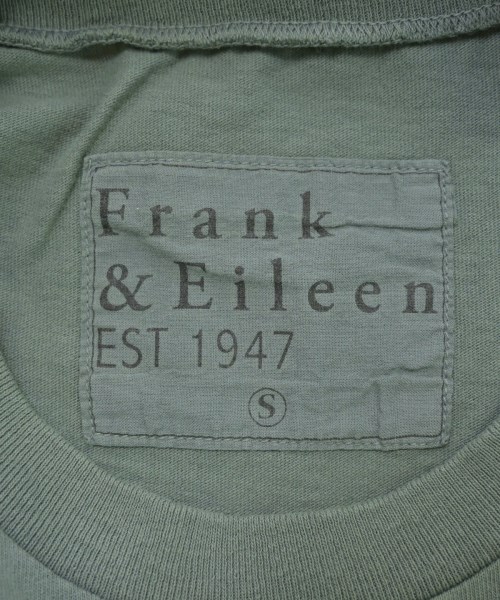 Frank
& Eileen
EST 1947
S